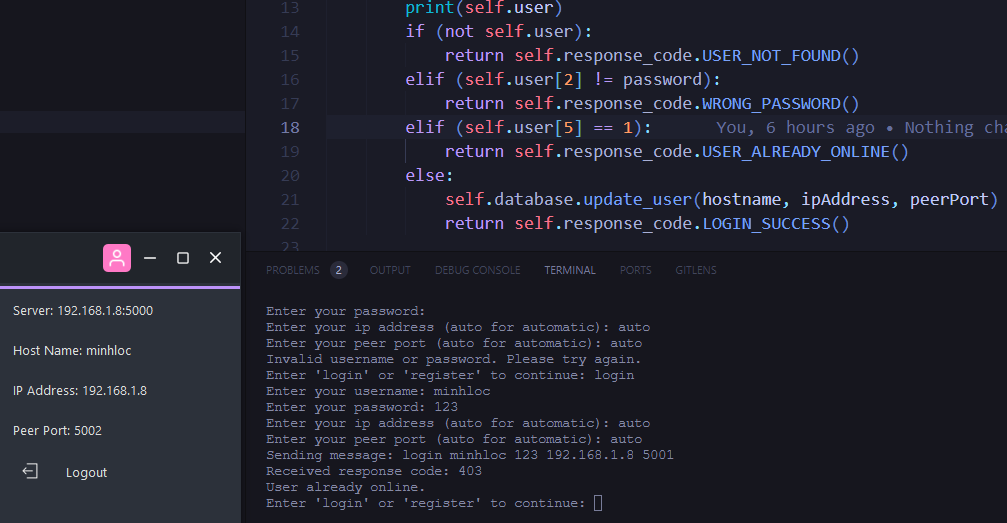 13 print(self.user)
14 if (not self.user):
15 return self.response_code.USER_NOT_FOUND()
16 elif (self.user[2] != password):
17 return self.response_code.WRONG_PASSWORD()
18 elif (self.user[5] == 1): You, 6 hours ago • Nothing cha
19 return self.response_code.USER_ALREADY_ONLINE()
20 else:
21 self.database.update_user(hostname, ipAddress, peerPort)
22 return self.response_code.LOGIN_SUCCESS()
23
PROBLEMS 2 OUTPUT DEBUG CONSOLE TERMINAL PORTS GITLENS
Enter your password:
Enter your ip address (auto for automatic): auto
Enter your peer port (auto for automatic): auto
Invalid username or password. Please try again.
Enter 'login' or 'register' to continue: login
Enter your username: minhloc
Enter your password: 123
Enter your ip address (auto for automatic): auto
Enter your peer port (auto for automatic): auto
Sending message: login minhloc 123 192.168.1.8 5001
Received response code: 403
User already online.
Enter 'login' or 'register' to continue:
Server: 192.168.1.8:5000
Host Name: minhloc
IP Address: 192.168.1.8
Peer Port: 5002
Logout